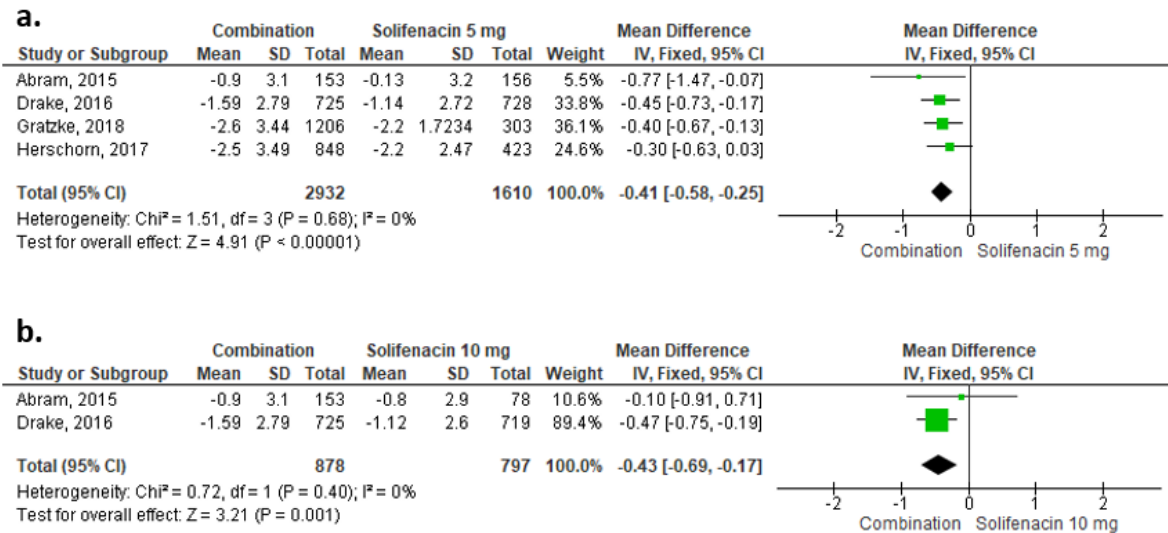 a.
Combination Solifenacin 5 mg Mean Difference Mean Difference
Study or Subgroup Mean SD Total Mean SD Total Weight IV, Fixed, 95% CI IV, Fixed, 95% CI
Abram, 2015 -0.9 3.1 153 -0.13 3.2 156 5.5% -0.77 [-1.47, -0.07]
Drake, 2016 -1.59 2.79 725 -1.14 2.72 728 33.8% -0.45 [-0.73, -0.17]
Gratzke, 2018 -2.6 3.44 1206 -2.2 1.7234 303 36.1% -0.40 [-0.67, -0.13]
Herschorn, 2017 -2.5 3.49 848 -2.2 2.47 423 24.6% -0.30 [-0.63, 0.03]
Total (95% CI) 2932 1610 100.0% -0.41 [-0.58, -0.25]
Heterogeneity: Chi² = 1.51, df = 3 (P = 0.68); I² = 0%
Test for overall effect: Z = 4.91 (P < 0.00001)
-2 -1 0 1 2
Combination Solifenacin 5 mg
b.
Combination Solifenacin 10 mg Mean Difference Mean Difference
Study or Subgroup Mean SD Total Mean SD Total Weight IV, Fixed, 95% CI IV, Fixed, 95% CI
Abram, 2015 -0.9 3.1 153 -0.8 2.9 78 10.6% -0.10 [-0.91, 0.71]
Drake, 2016 -1.59 2.79 725 -1.12 2.6 719 89.4% -0.47 [-0.75, -0.19]
Total (95% CI) 878 797 100.0% -0.43 [-0.69, -0.17]
Heterogeneity: Chi² = 0.72, df = 1 (P = 0.40); I² = 0%
Test for overall effect: Z = 3.21 (P = 0.001)
-2 -1 0 1 2
Combination Solifenacin 10 mg